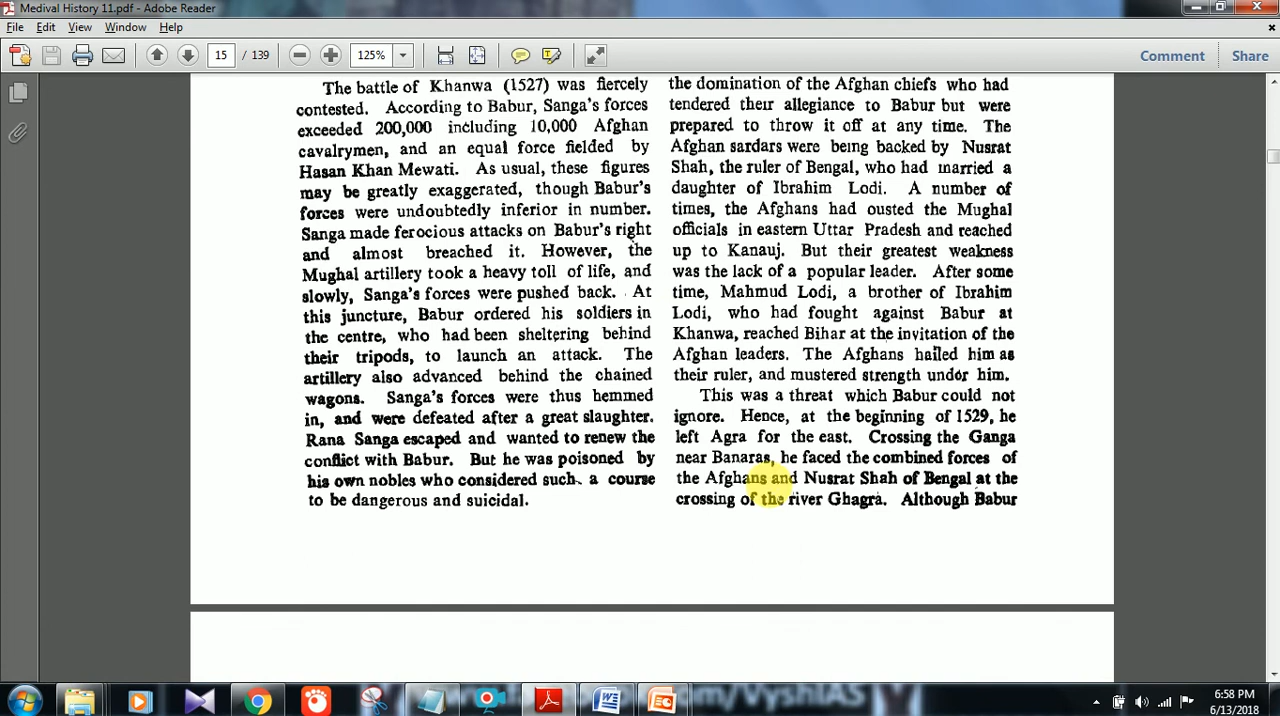 Medival History 11.pdf - Adobe Reader
File Edit View Window Help
15 / 139 125% Comment Share
The battle of Khanwa (1527) was fiercely
contested. According to Babur, Sanga's forces
exceeded 200,000 including 10,000 Afghan
cavalrymen, and an equal force fielded by
Hasan Khan Mewati. As usual, these figures
may be greatly exaggerated, though Babur's
forces were undoubtedly inferior in number.
Sanga made ferocious attacks on Babur's right
and almost breached it. However, the
Mughal artillery took a heavy toll of life, and
slowly, Sanga's forces were pushed back. At
this juncture, Babur ordered his soldiers in
the centre, who had been sheltering behind
their tripods, to launch an attack. The
artillery also advanced behind the chained
wagons. Sanga's forces were thus hemmed
in, and were defeated after a great slaughter.
Rana Sanga escaped and wanted to renew the
conflict with Babur. But he was poisoned by
his own nobles who considered such a course
to be dangerous and suicidal.
the domination of the Afghan chiefs who had
tendered their allegiance to Babur but were
prepared to throw it off at any time. The
Afghan sardars were being backed by Nusrat
Shah, the ruler of Bengal, who had married a
daughter of Ibrahim Lodi. A number of
times, the Afghans had ousted the Mughal
officials in eastern Uttar Pradesh and reached
up to Kanauj. But their greatest weakness
was the lack of a popular leader. After some
time, Mahmud Lodi, a brother of Ibrahim
Lodi, who had fought against Babur at
Khanwa, reached Bihar at the invitation of the
Afghan leaders. The Afghans hailed him as
their ruler, and mustered strength under him.
This was a threat which Babur could not
ignore. Hence, at the beginning of 1529, he
left Agra for the east. Crossing the Ganga
near Banaras, he faced the combined forces of
the Afghans and Nusrat Shah of Bengal at the
crossing of the river Ghagra. Although Babur
6:58 PM
6/13/2018